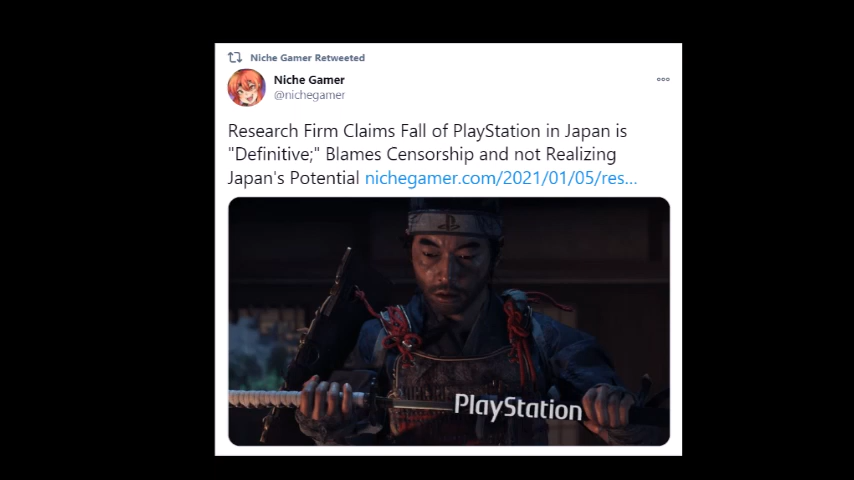 Niche Gamer Retweeted
Niche Gamer
@nichegamer
Research Firm Claims Fall of PlayStation in Japan is
"Definitive;" Blames Censorship and not Realizing
Japan's Potential nichegamer.com/2021/01/05/res...
PlayStation